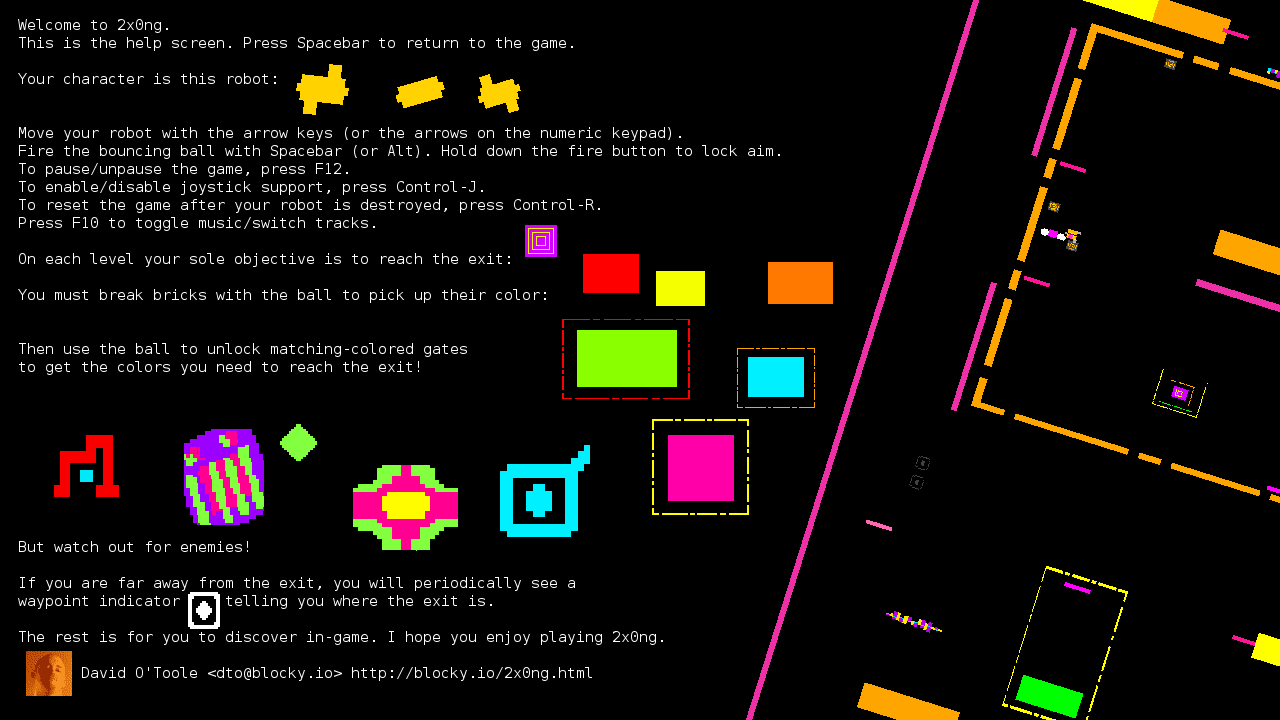 Welcome to 2x0ng.
This is the help screen. Press Spacebar to return to the game.
Your character is this robot:
Move your robot with the arrow keys (or the arrows on the numeric keypad).
Fire the bouncing ball with Spacebar (or Alt). Hold down the fire button to lock aim.
To pause/unpause the game, press F12.
To enable/disable joystick support, press Control-J.
To reset the game after your robot is destroyed, press Control-R.
Press F10 to toggle music/switch tracks.
On each level your sole objective is to reach the exit:
You must break bricks with the ball to pick up their color:
Then use the ball to unlock matching-colored gates
to get the colors you need to reach the exit!
But watch out for enemies!
If you are far away from the exit, you will periodically see a
waypoint indicator telling you where the exit is.
The rest is for you to discover in-game. I hope you enjoy playing 2x0ng.
David O'Toole <dto@blocky.io> http://blocky.io/2x0ng.html